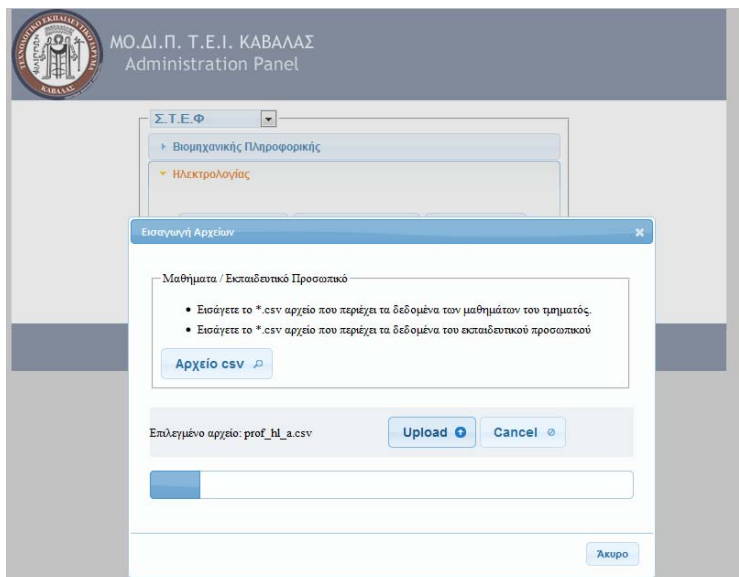 ΜΟ.ΔΙ.Π. Τ.Ε.Ι. ΚΑΒΑΛΑΣ
Administration Panel
Σ.Τ.Ε.Φ
Βιομηχανικής Πληροφορικής
Ηλεκτρολογίας
Εισαγωγή Αρχείων
Μαθήματα / Εκπαιδευτικό Προσωπικό
• Εισάγετε το *.csv αρχείο που περιέχει τα δεδομένα των μαθημάτων του τμηματός.
• Εισάγετε το *.csv αρχείο που περιέχει τα δεδομένα του εκπαιδευτικού προσωπικού
Αρχείο csv
Επιλεγμένο αρχείο: prof_hl_a.csv
Upload
Cancel
Άκυρο